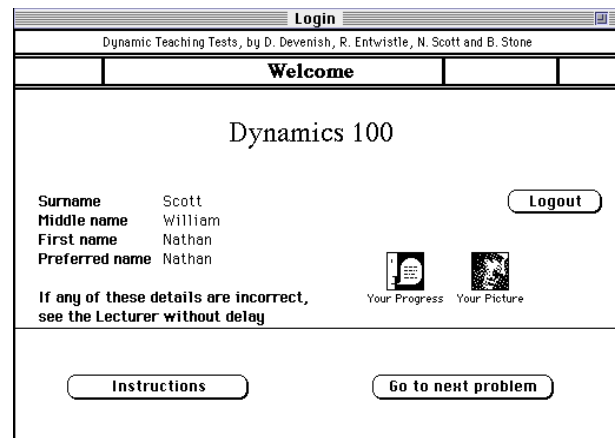 Login
Dynamic Teaching Tests, by D. Devenish, R. Entwistle, N. Scott and B. Stone
Welcome
Dynamics 100
Surname Scott
Logout
Middle name William
First name Nathan
Preferred name Nathan
If any of these details are incorrect,
see the Lecturer without delay
Your Progress Your Picture
Instructions Go to next problem